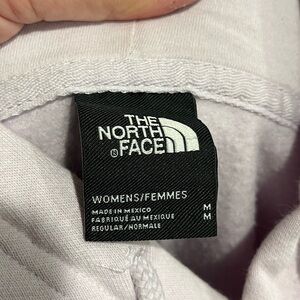 THE
NORTH
FACE
®
WOMENS/FEMMES
M
MADE IN MEXICO
FABRIQUÉ AU MEXIQUE
M
REGULAR/NORMALE